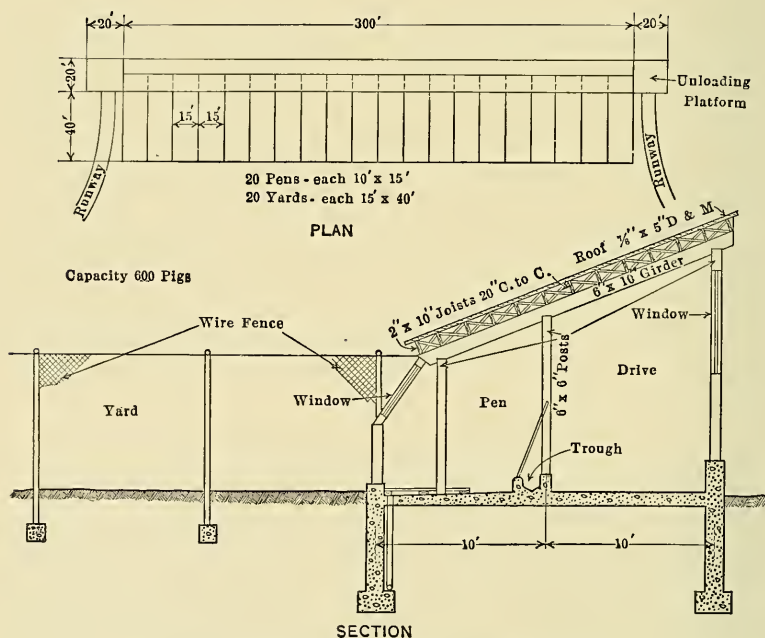 20'
300'
20'
20'
40'
15'
15'
Unloading
Platform
Runway
Runway
20 Pens - each 10' x 15'
20 Yards - each 15' x 40'
PLAN
Capacity 600 Pigs
Roof ⅞" x 5" D & M
2" x 10" Joists 20" C. to C.
6" x 10" Girder
Wire Fence
Window
Window
6" x 6" Posts
Yard
Pen
Drive
Trough
10'
10'
SECTION